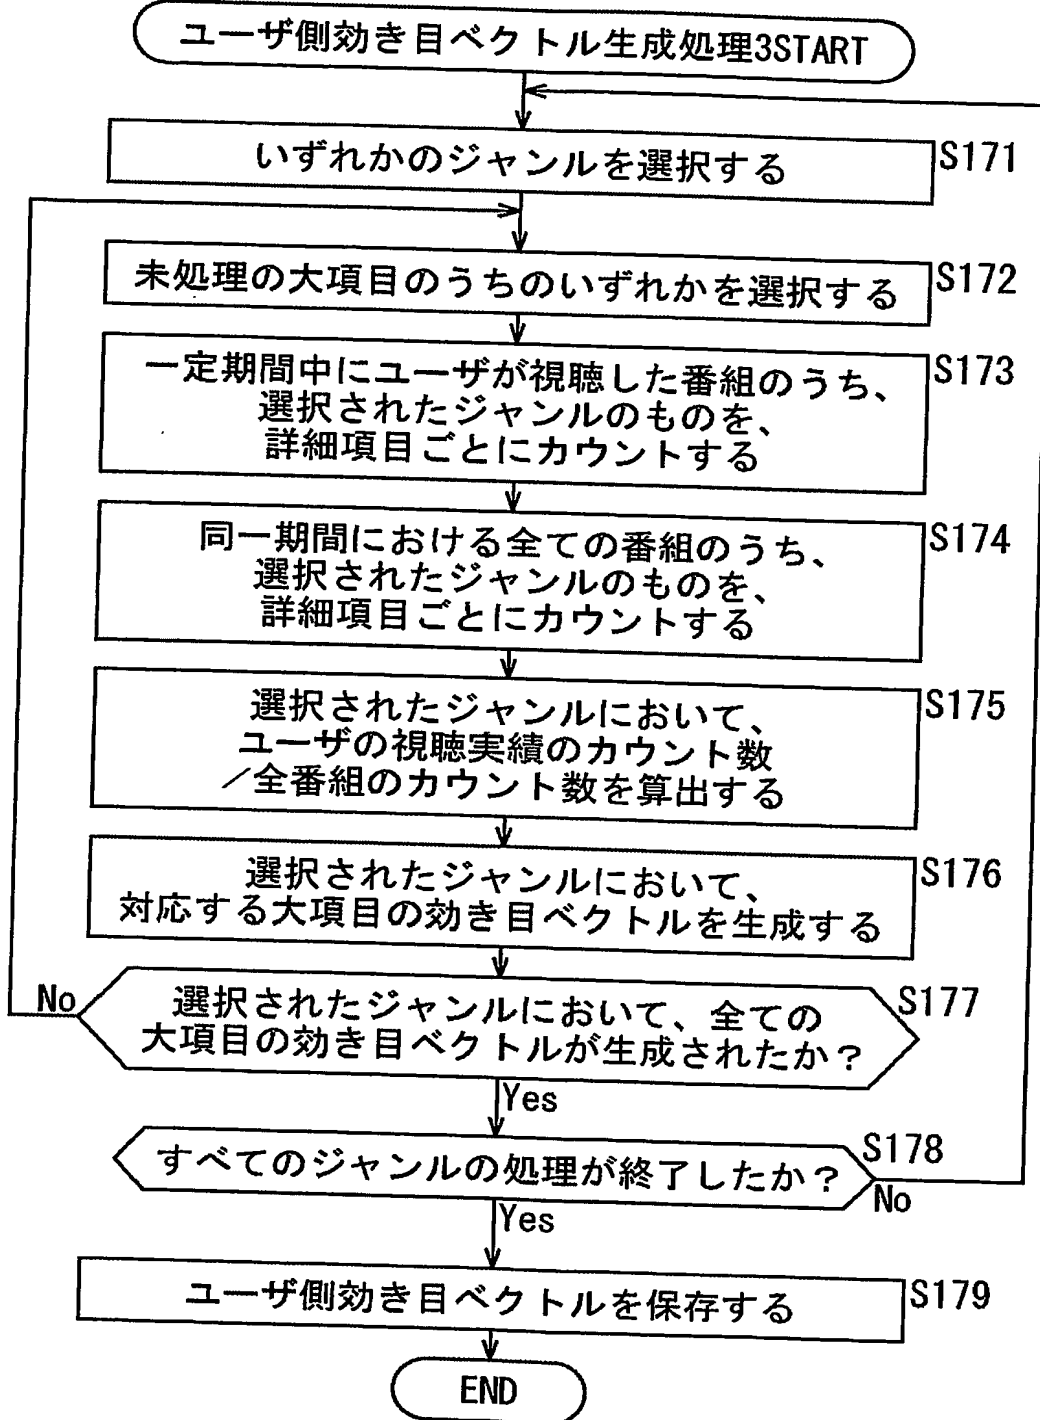 ユーザ側効き目ベクトル生成処理3START
いずれかのジャンルを選択する
S171
未処理の大項目のうちのいずれかを選択する
S172
一定期間中にユーザが視聴した番組のうち、
選択されたジャンルのものを、
詳細項目ごとにカウントする
S173
同一期間における全ての番組のうち、
選択されたジャンルのものを、
詳細項目ごとにカウントする
S174
選択されたジャンルにおいて、
ユーザの視聴実績のカウント数
／全番組のカウント数を算出する
S175
選択されたジャンルにおいて、
対応する大項目の効き目ベクトルを生成する
S176
No
選択されたジャンルにおいて、全ての
大項目の効き目ベクトルが生成されたか？
S177
Yes
すべてのジャンルの処理が終了したか？
S178
No
Yes
ユーザ側効き目ベクトルを保存する
S179
END